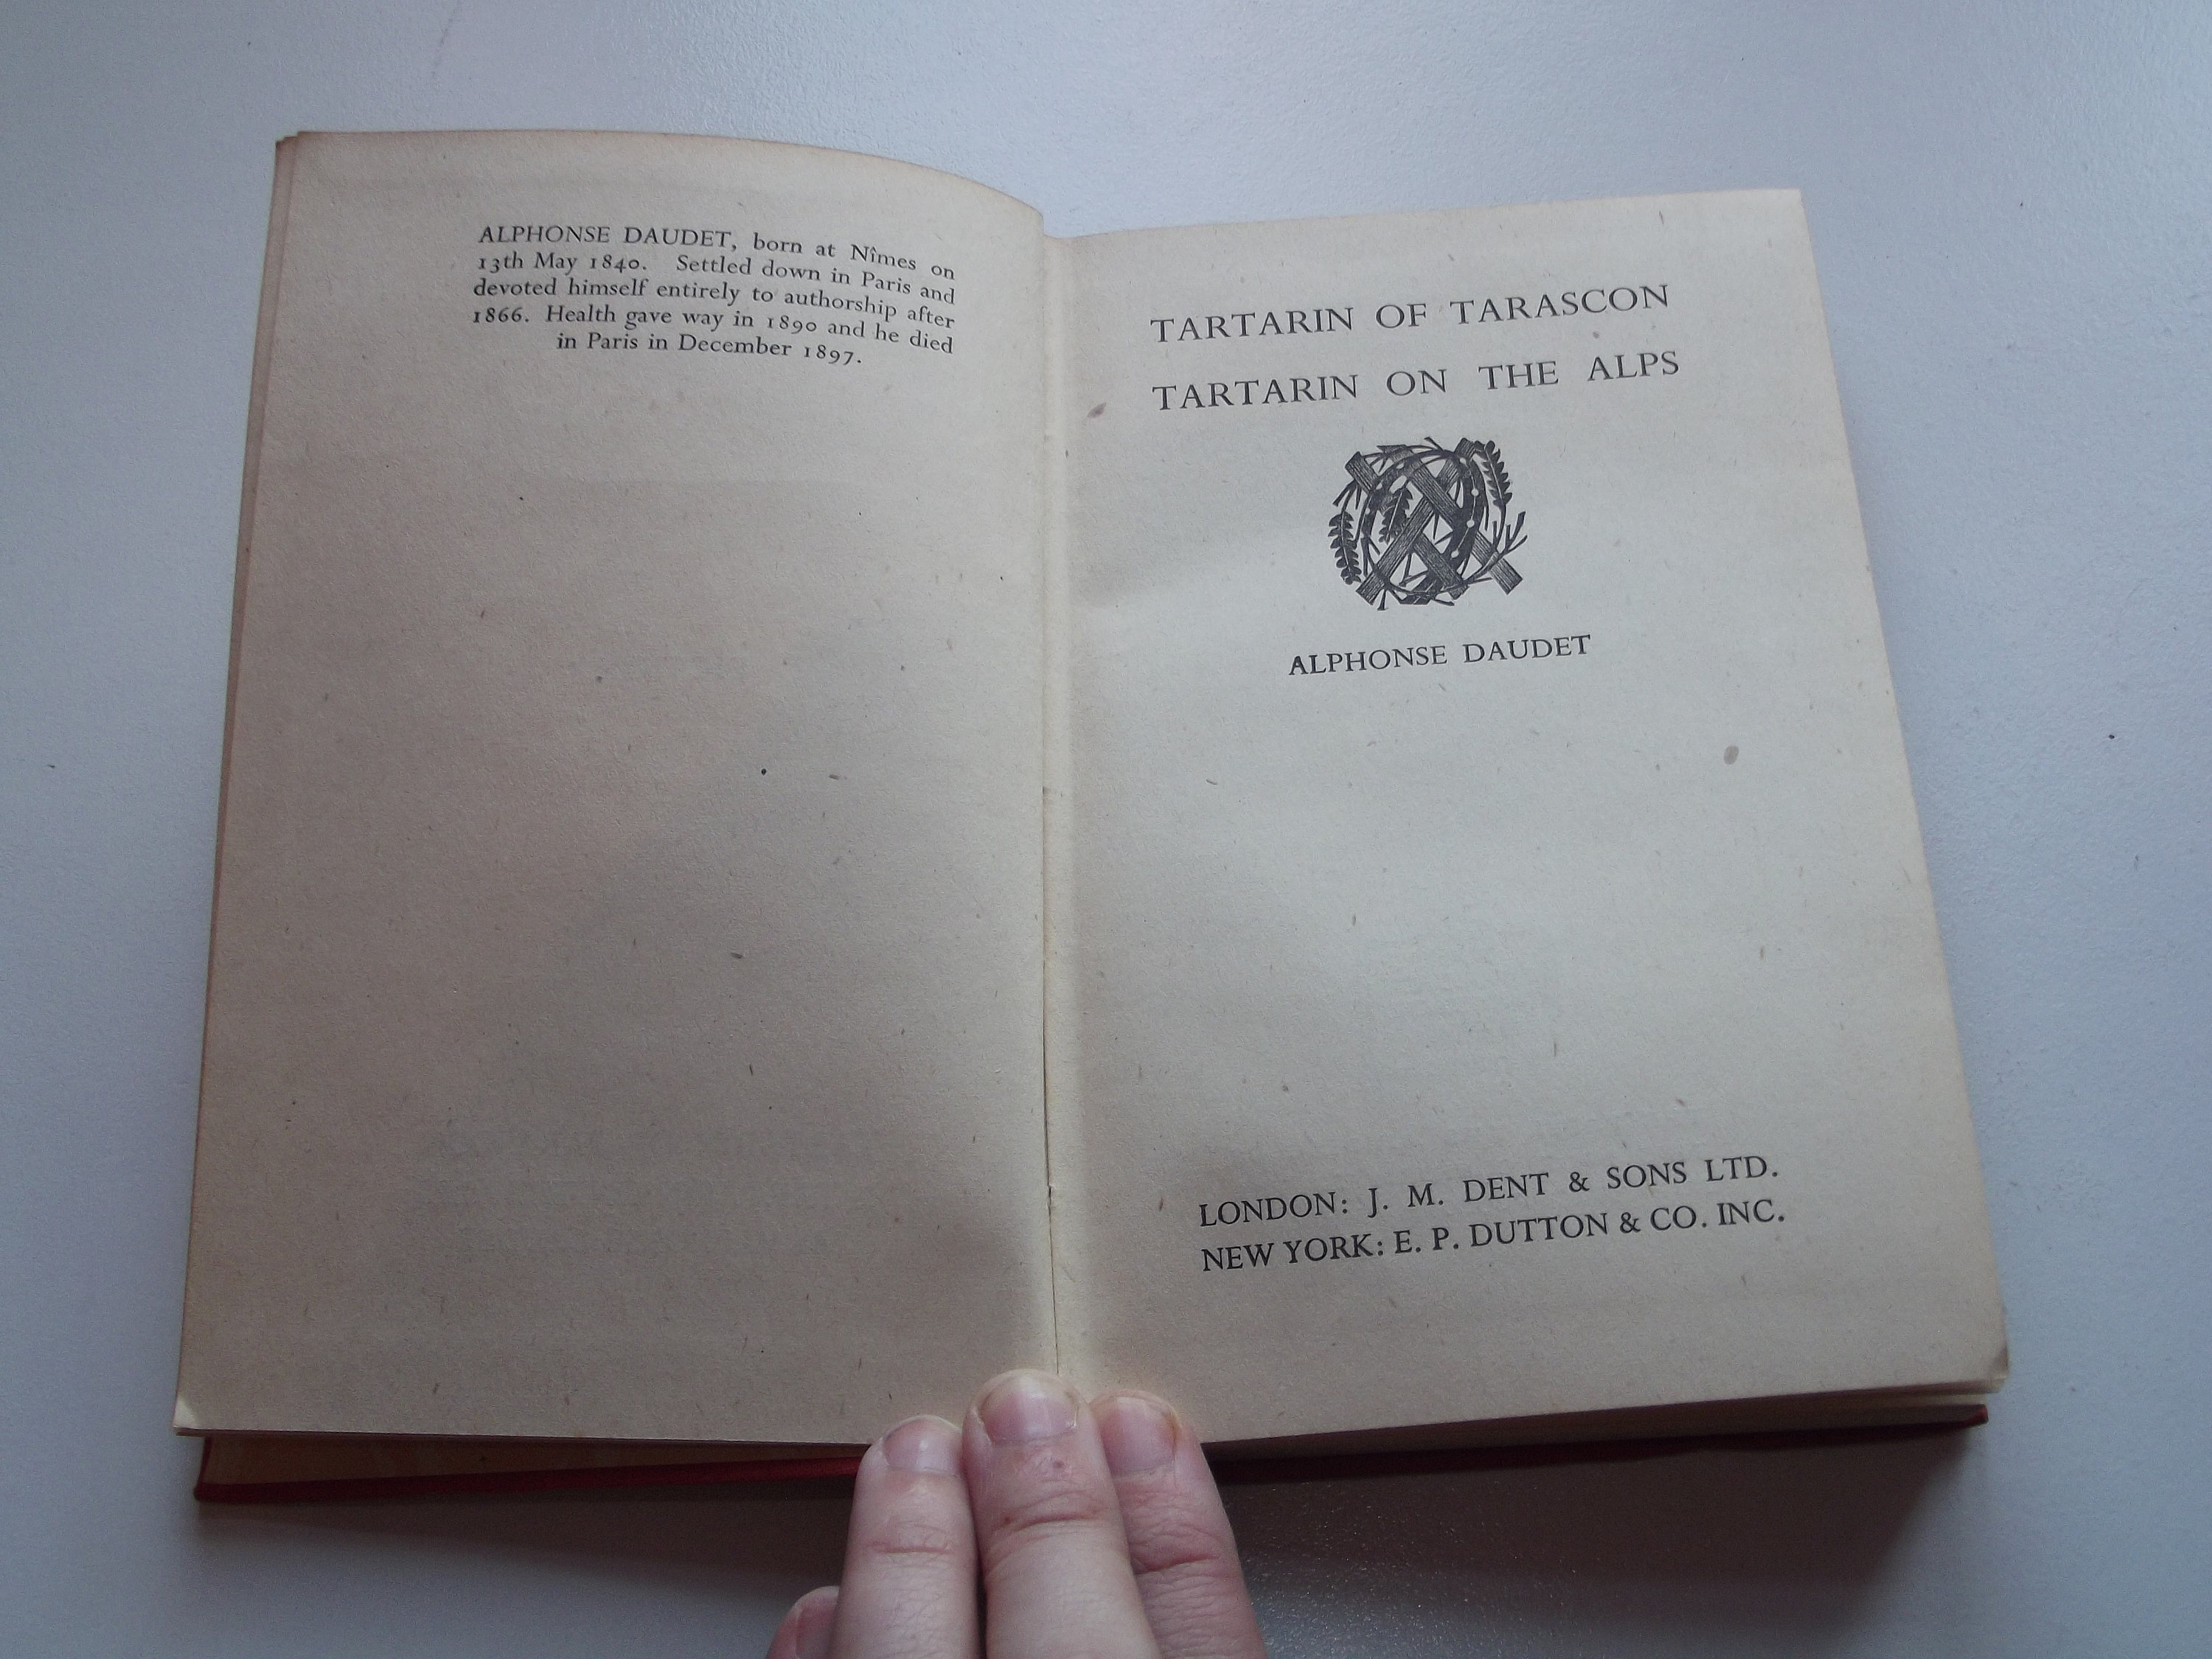 ALPHONSE DAUDET, born at Nîmes on
13th May 1840. Settled down in Paris and
devoted himself entirely to authorship after
1866. Health gave way in 1890 and he died
in Paris in December 1897.
TARTARIN OF TARASCON
TARTARIN ON THE ALPS
ALPHONSE DAUDET
LONDON: J. M. DENT & SONS LTD.
NEW YORK: E. P. DUTTON & CO. INC.